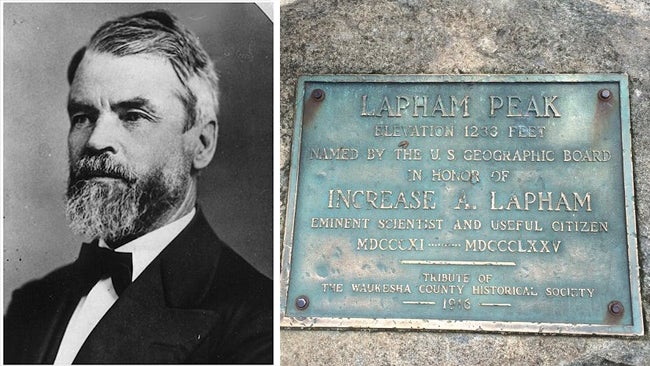 LAPHAM PEAK
ELEVATION 1233 FEET
NAMED BY THE U S GEOGRAPHIC BOARD
IN HONOR OF
INCREASE A. LAPHAM
EMINENT SCIENTIST AND USEFUL CITIZEN
MDCCCXI ········· MDCCCLXXV
TRIBUTE OF
THE WAUKESHA COUNTY HISTORICAL SOCIETY
1916